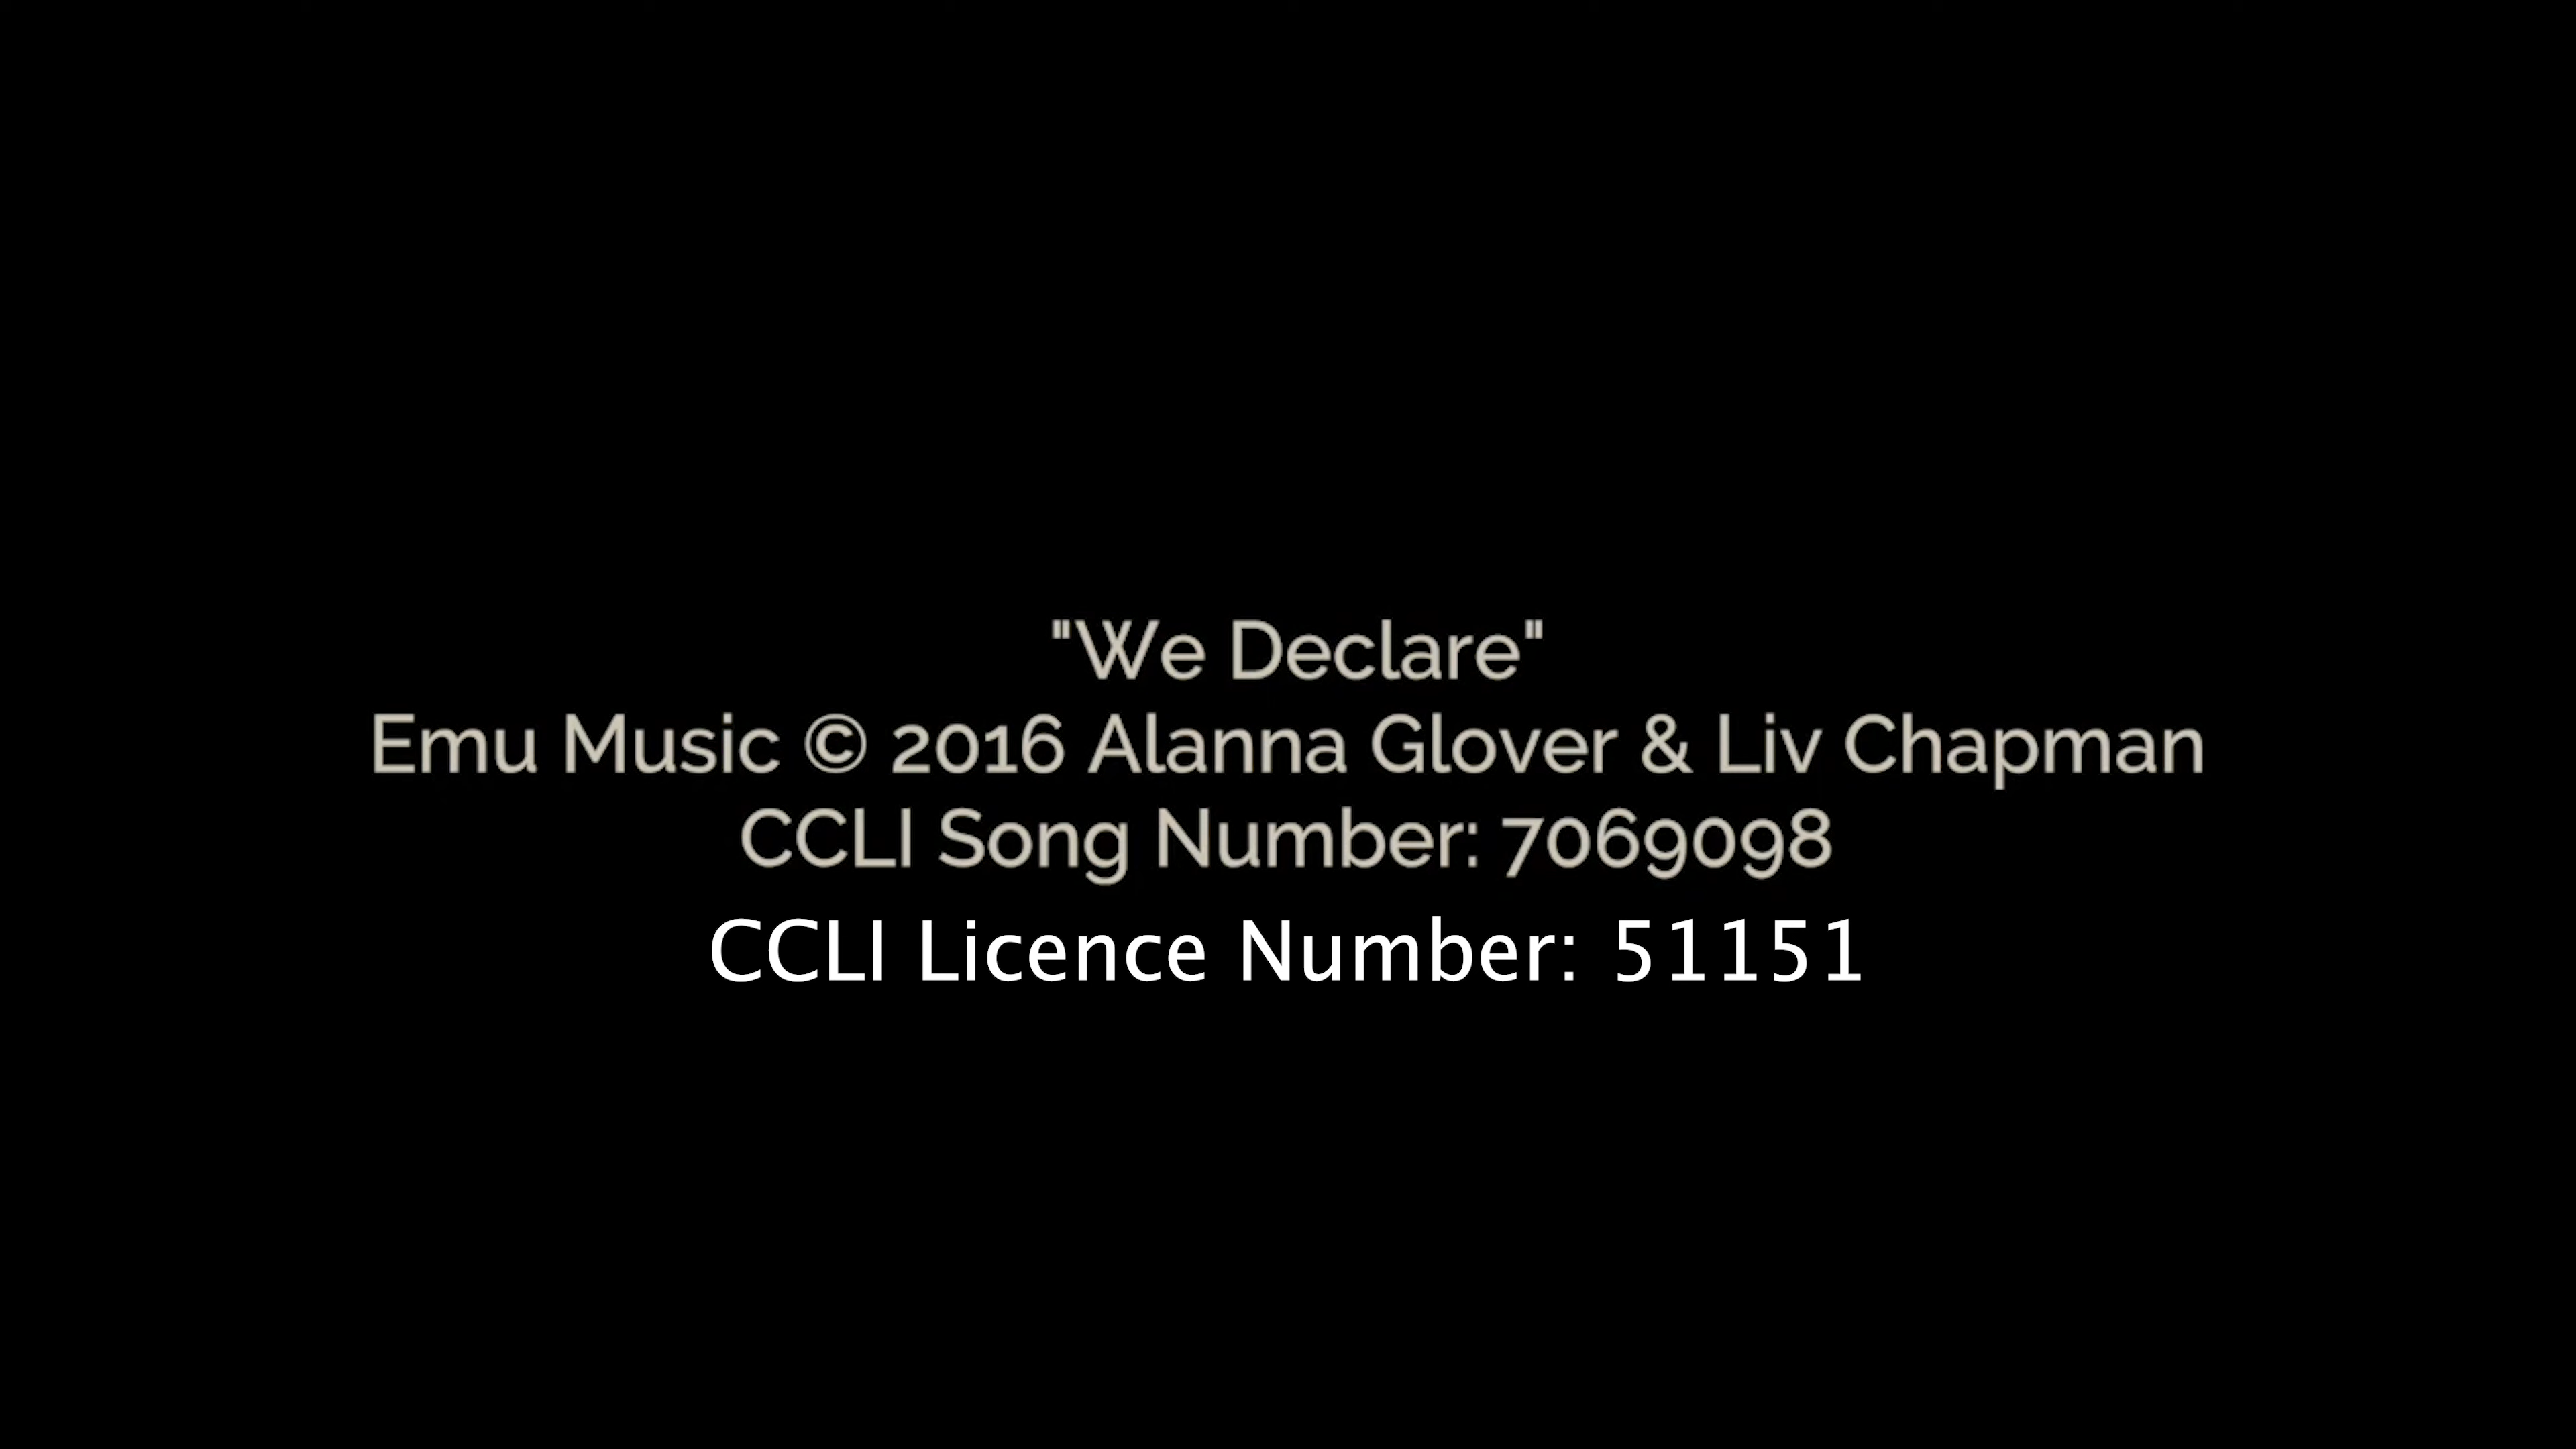 "We Declare"
Emu Music © 2016 Alanna Glover & Liv Chapman
CCLI Song Number: 7069098
CCLI Licence Number: 51151